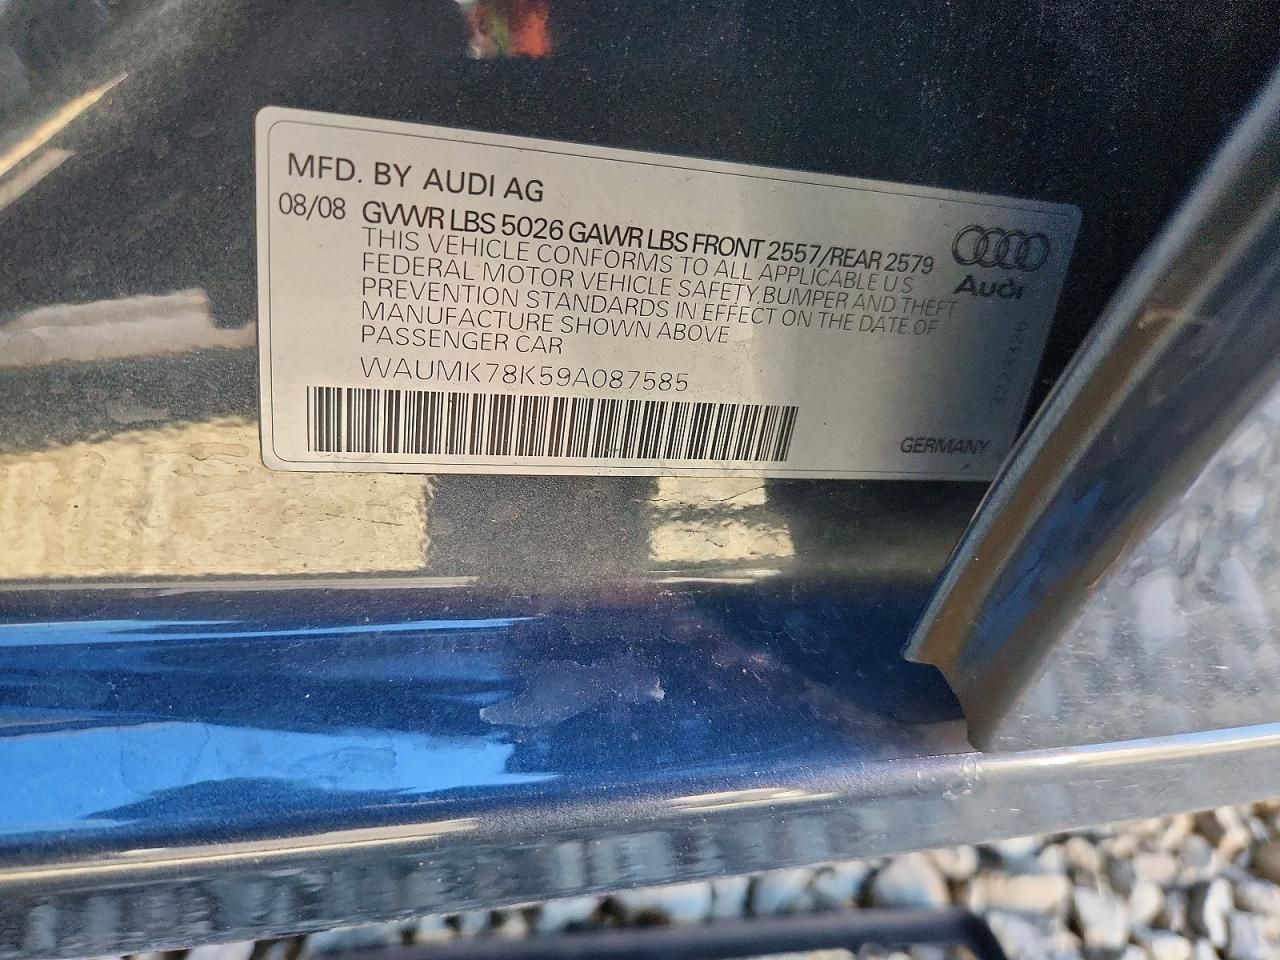 MFD. BY AUDI AG
08/08 GVWR LBS 5026 GAWR LBS FRONT 2557/REAR 2579
THIS VEHICLE CONFORMS TO ALL APPLICABLE U S
FEDERAL MOTOR VEHICLE SAFETY, BUMPER AND THEFT
PREVENTION STANDARDS IN EFFECT ON THE DATE OF
MANUFACTURE SHOWN ABOVE
PASSENGER CAR
WAUMK78K59A087585
Audi
GERMANY